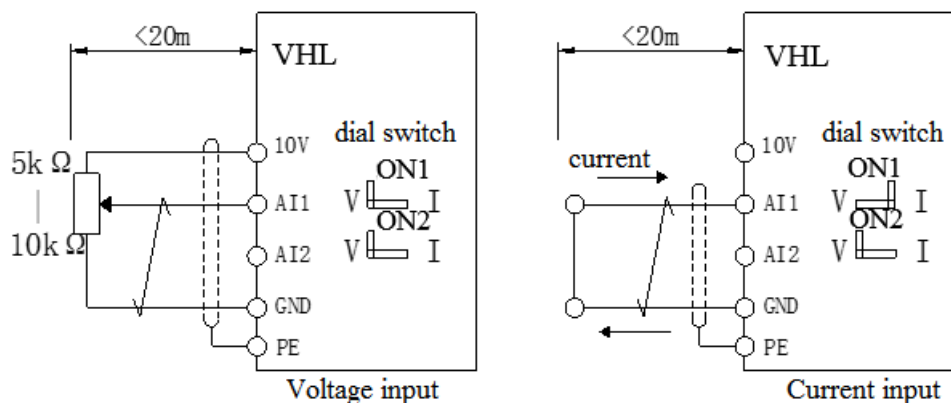 <20m
VHL
10V
dial switch
5k Ω
ON1
AI1
V I
10k Ω
ON2
AI2
V I
GND
PE
Voltage input
<20m
VHL
10V
dial switch
current
ON1
AI1
V I
ON2
AI2
V I
GND
PE
Current input